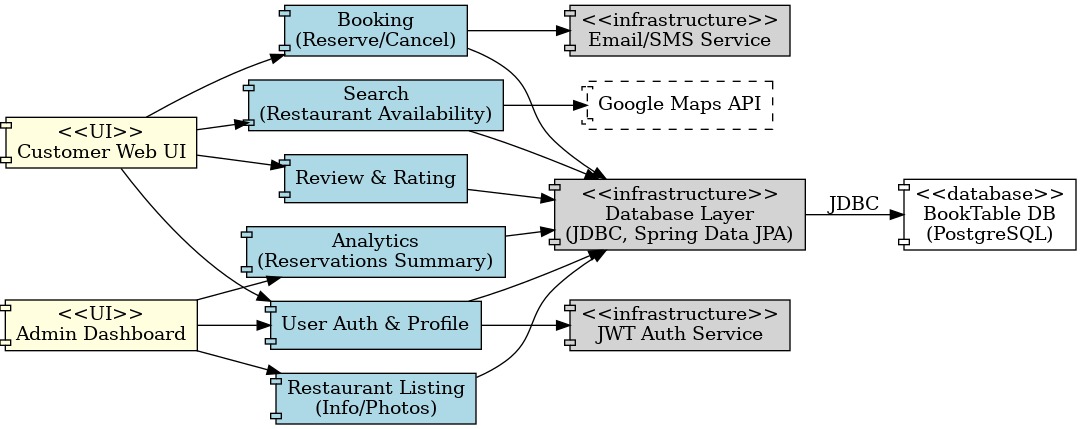 Booking
(Reserve/Cancel)
<<infrastructure>>
Email/SMS Service
Search
(Restaurant Availability)
Google Maps API
<<UI>>
Customer Web UI
Review & Rating
<<infrastructure>>
Database Layer
(JDBC, Spring Data JPA)
JDBC
<<database>>
BookTable DB
(PostgreSQL)
Analytics
(Reservations Summary)
<<UI>>
Admin Dashboard
User Auth & Profile
<<infrastructure>>
JWT Auth Service
Restaurant Listing
(Info/Photos)